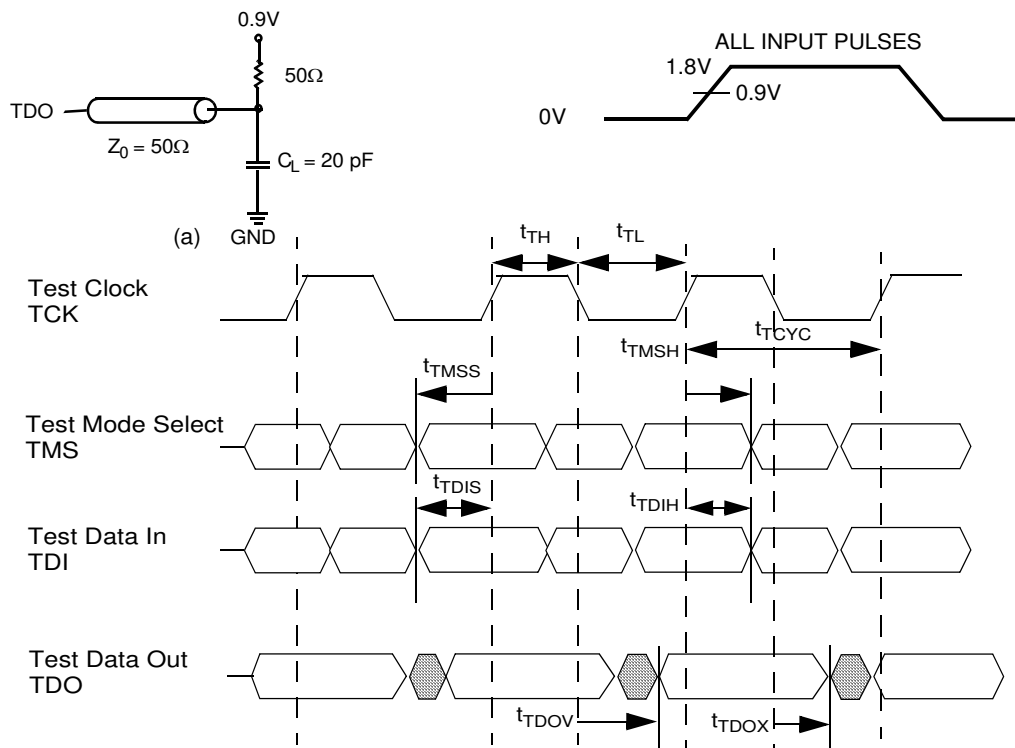 0.9V
50Ω
TDO
Z0 = 50Ω
CL = 20 pF
(a)
GND
ALL INPUT PULSES
1.8V
0.9V
0V
tTH
tTL
Test Clock
TCK
tTCYC
tTMSH
tTMSS
Test Mode Select
TMS
tTDIS
tTDIH
Test Data In
TDI
Test Data Out
TDO
tTDOV
tTDOX